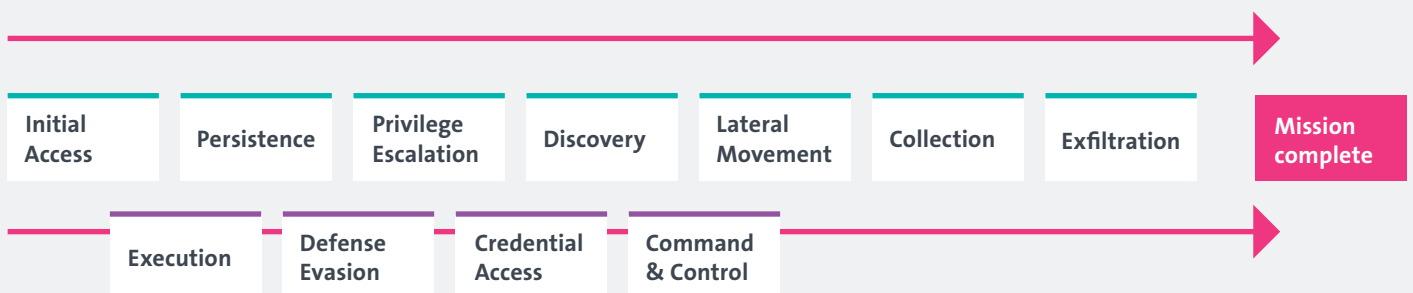 Initial
Access
Persistence
Privilege
Escalation
Discovery
Lateral
Movement
Collection
Exfiltration
Mission
complete
Execution
Defense
Evasion
Credential
Access
Command
& Control